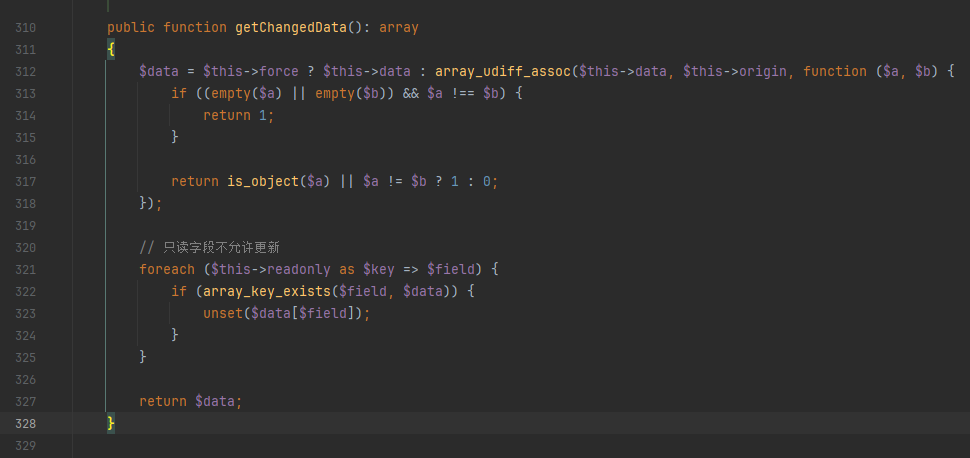 310 public function getChangedData(): array
311 {
312 $data = $this->force ? $this->data : array_udiff_assoc($this->data, $this->origin, function ($a, $b) {
313 if ((empty($a) || empty($b)) && $a !== $b) {
314 return 1;
315 }
316
317 return is_object($a) || $a != $b ? 1 : 0;
318 });
319
320 // 只读字段不允许更新
321 foreach ($this->readonly as $key => $field) {
322 if (array_key_exists($field, $data)) {
323 unset($data[$field]);
324 }
325 }
326
327 return $data;
328 }
329